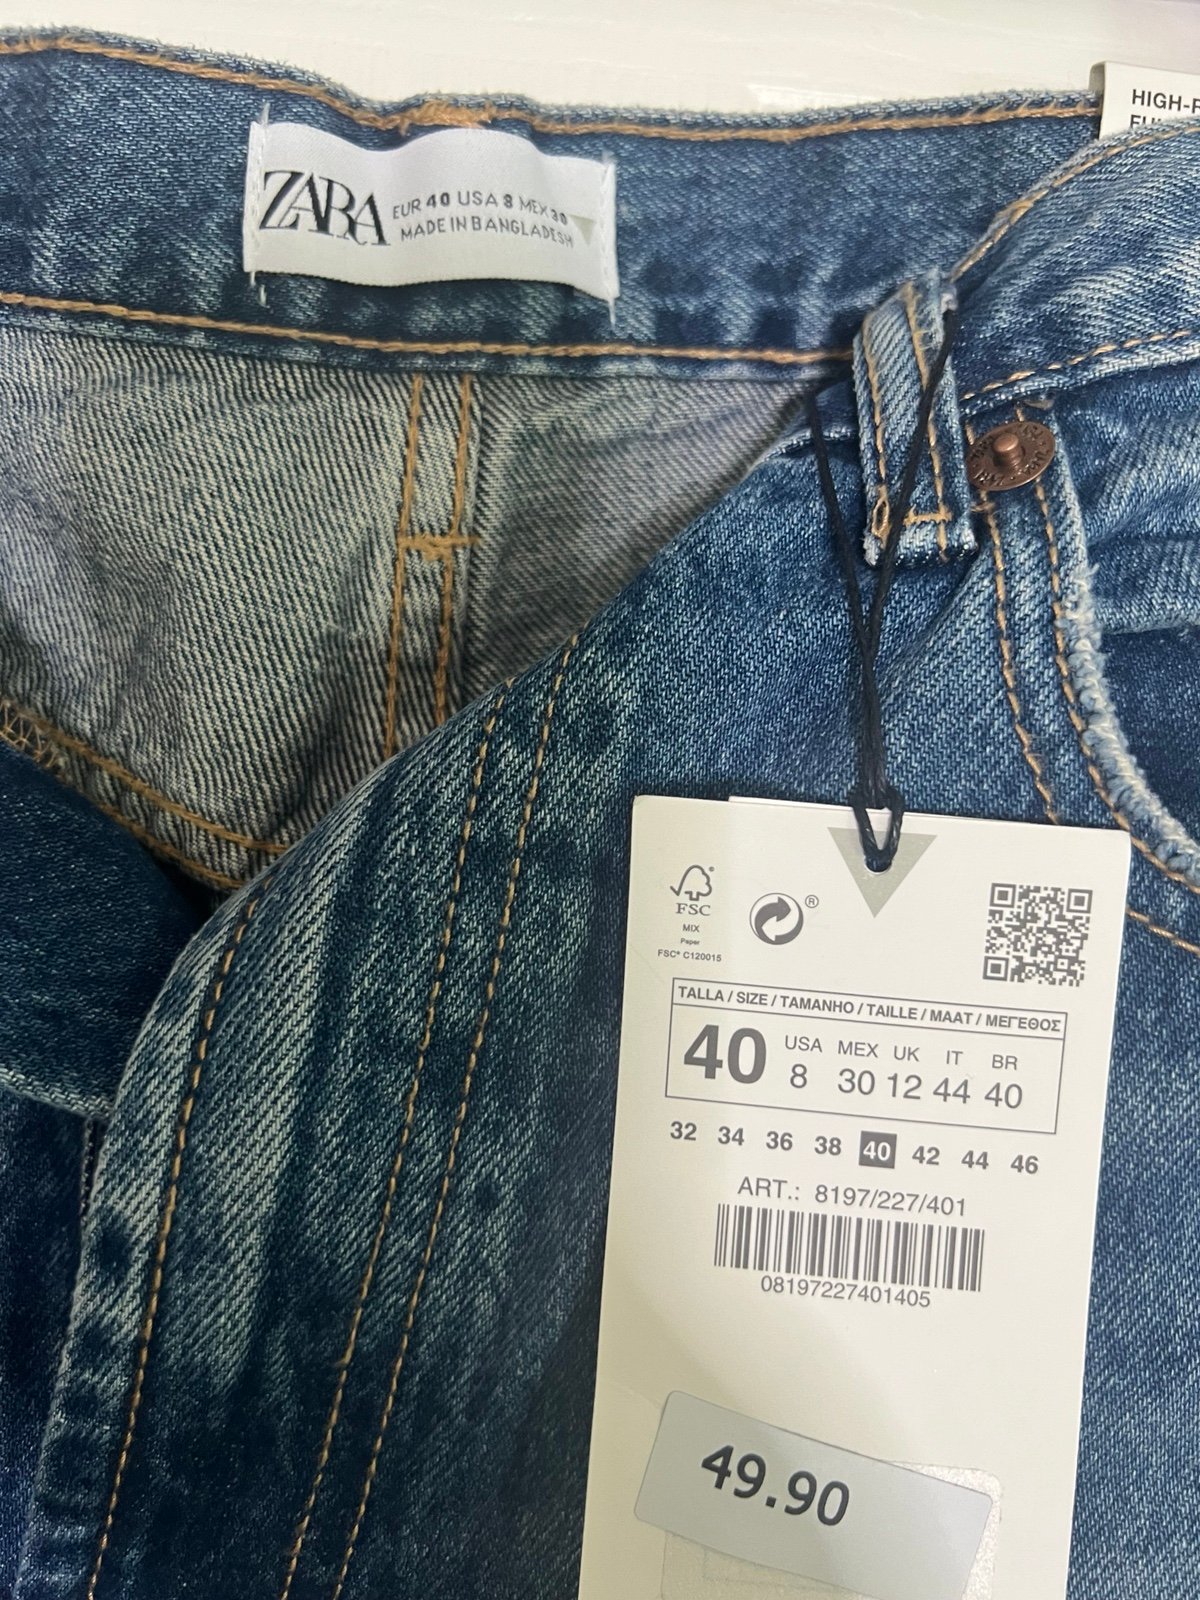 HIGH-R
ZARA
EUR 40 USA 8 MEX 30
MADE IN BANGLADESH
FSC
MIX
Paper
FSC® C120015
®
TALLA / SIZE / TAMANHO / TAILLE / MAAT / ΜΕΓΕΘΟΣ
40 USA 8 MEX 30 UK 12 IT 44 BR 40
32 34 36 38 40 42 44 46
ART.: 8197/227/401
08197227401405
49.90